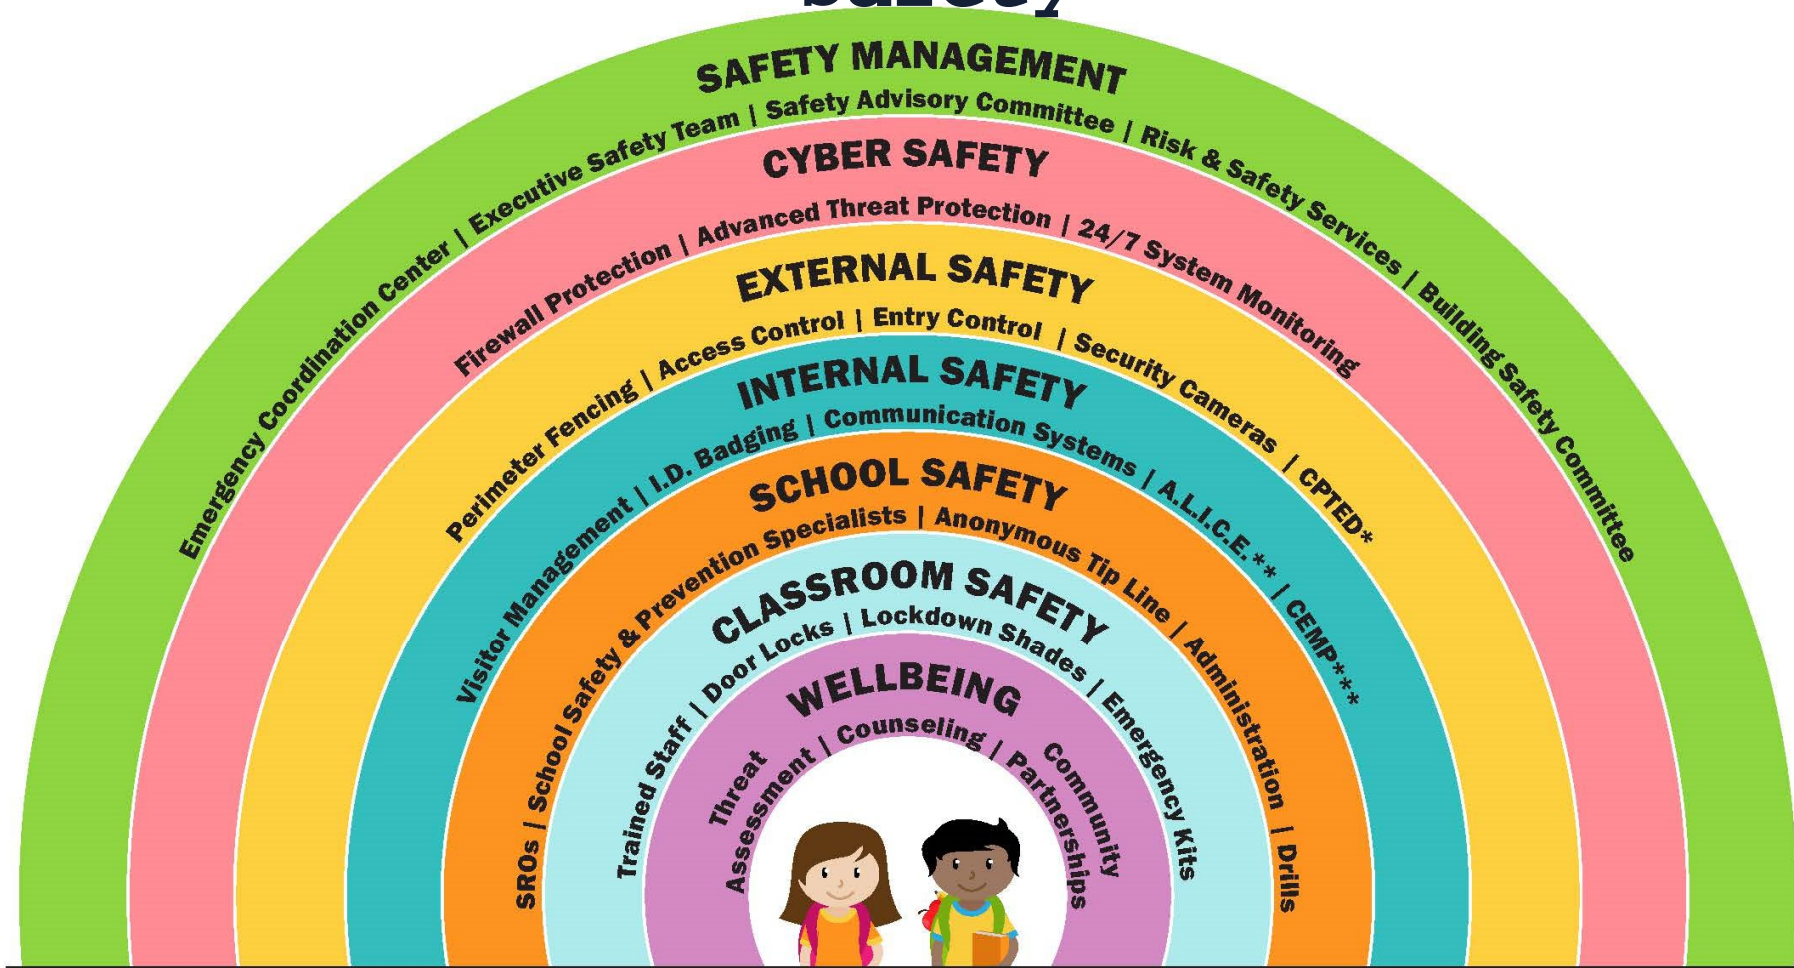 SAFETY MANAGEMENT
Emergency Coordination Center | Executive Safety Team | Safety Advisory Committee | Risk & Safety Services | Building Safety Committee
CYBER SAFETY
Firewall Protection | Advanced Threat Protection | 24/7 System Monitoring
EXTERNAL SAFETY
Perimeter Fencing | Access Control | Entry Control | Security Cameras | CPTED*
INTERNAL SAFETY
Visitor Management | I.D. Badging | Communication Systems | A.L.I.C.E.** | CEMP***
SCHOOL SAFETY
SROs | School Safety & Prevention Specialists | Anonymous Tip Line | Administration | Drills
CLASSROOM SAFETY
Trained Staff | Door Locks | Lockdown Shades | Emergency Kits
WELLBEING
Threat Assessment | Counseling | Community Partnerships